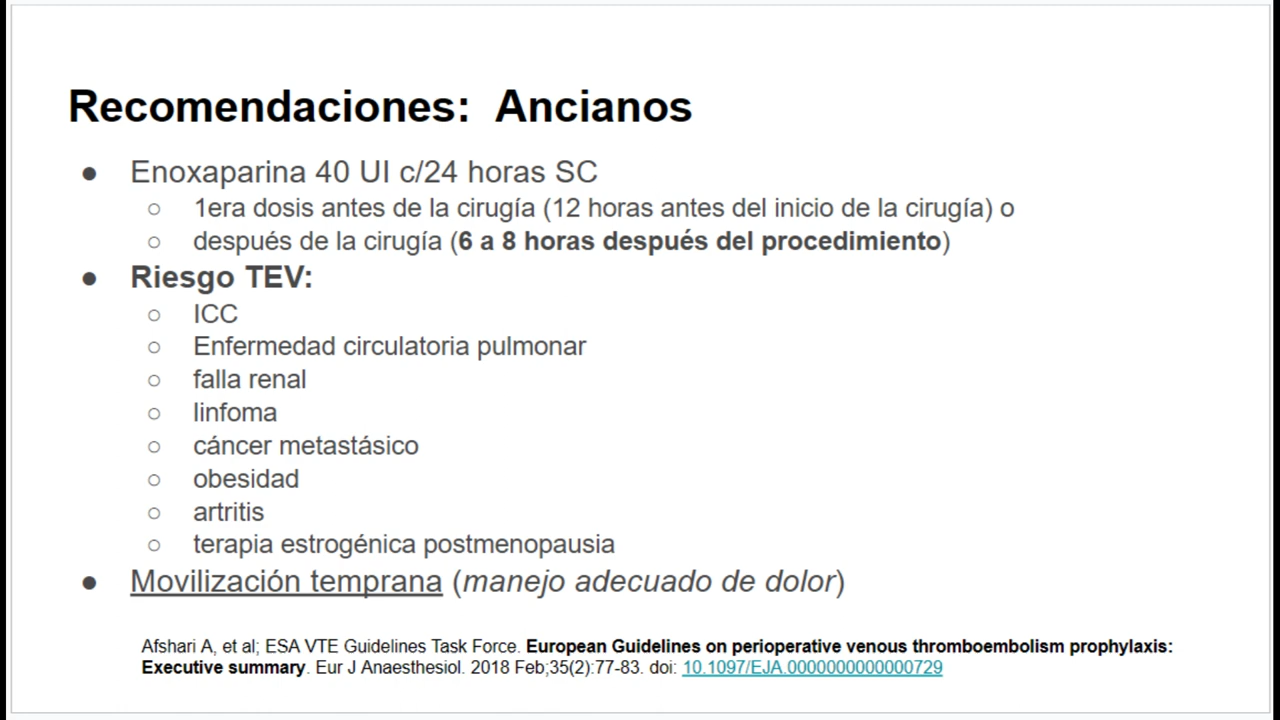 Recomendaciones: Ancianos
● Enoxaparina 40 UI c/24 horas SC
○ 1era dosis antes de la cirugía (12 horas antes del inicio de la cirugía) o
○ después de la cirugía (6 a 8 horas después del procedimiento)
● Riesgo TEV:
○ ICC
○ Enfermedad circulatoria pulmonar
○ falla renal
○ linfoma
○ cáncer metastásico
○ obesidad
○ artritis
○ terapia estrogénica postmenopausia
● Movilización temprana (manejo adecuado de dolor)
Afshari A, et al; ESA VTE Guidelines Task Force. European Guidelines on perioperative venous thromboembolism prophylaxis:
Executive summary. Eur J Anaesthesiol. 2018 Feb;35(2):77-83. doi: 10.1097/EJA.0000000000000729